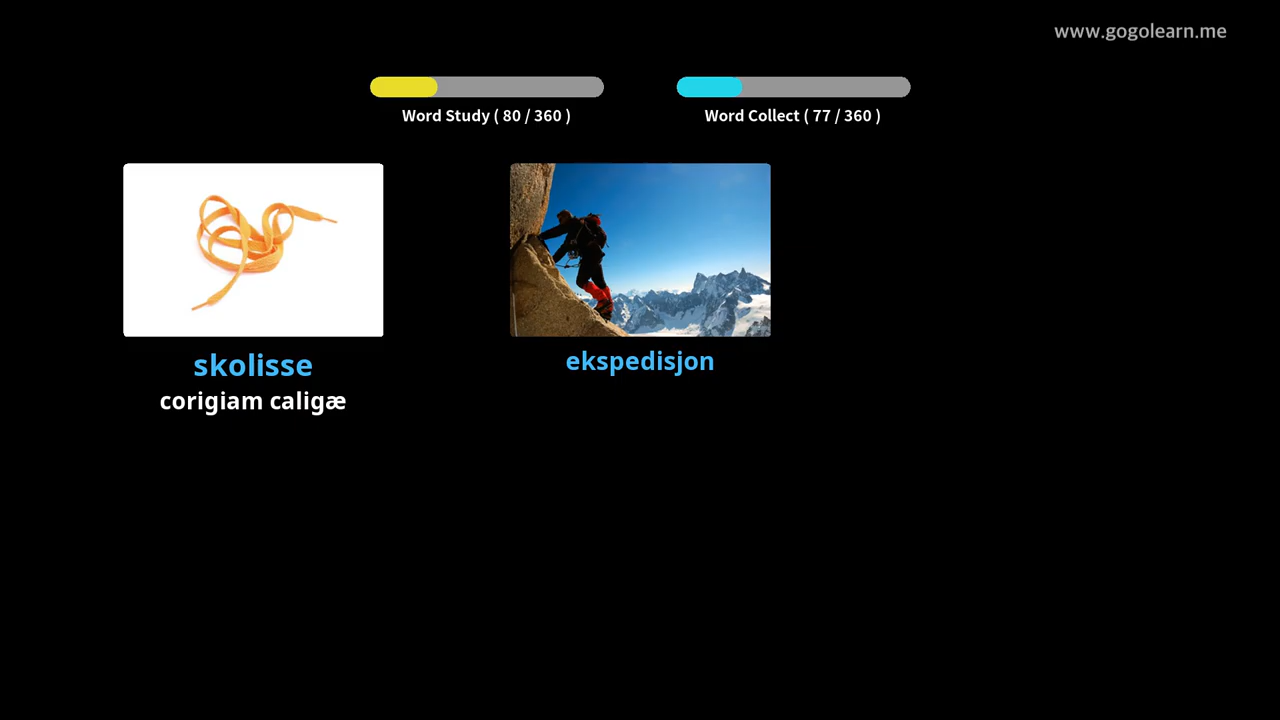 www.gogolearn.me
Word Study ( 80 / 360 )
Word Collect ( 77 / 360 )
skolisse
corigiam caligæ
ekspedisjon